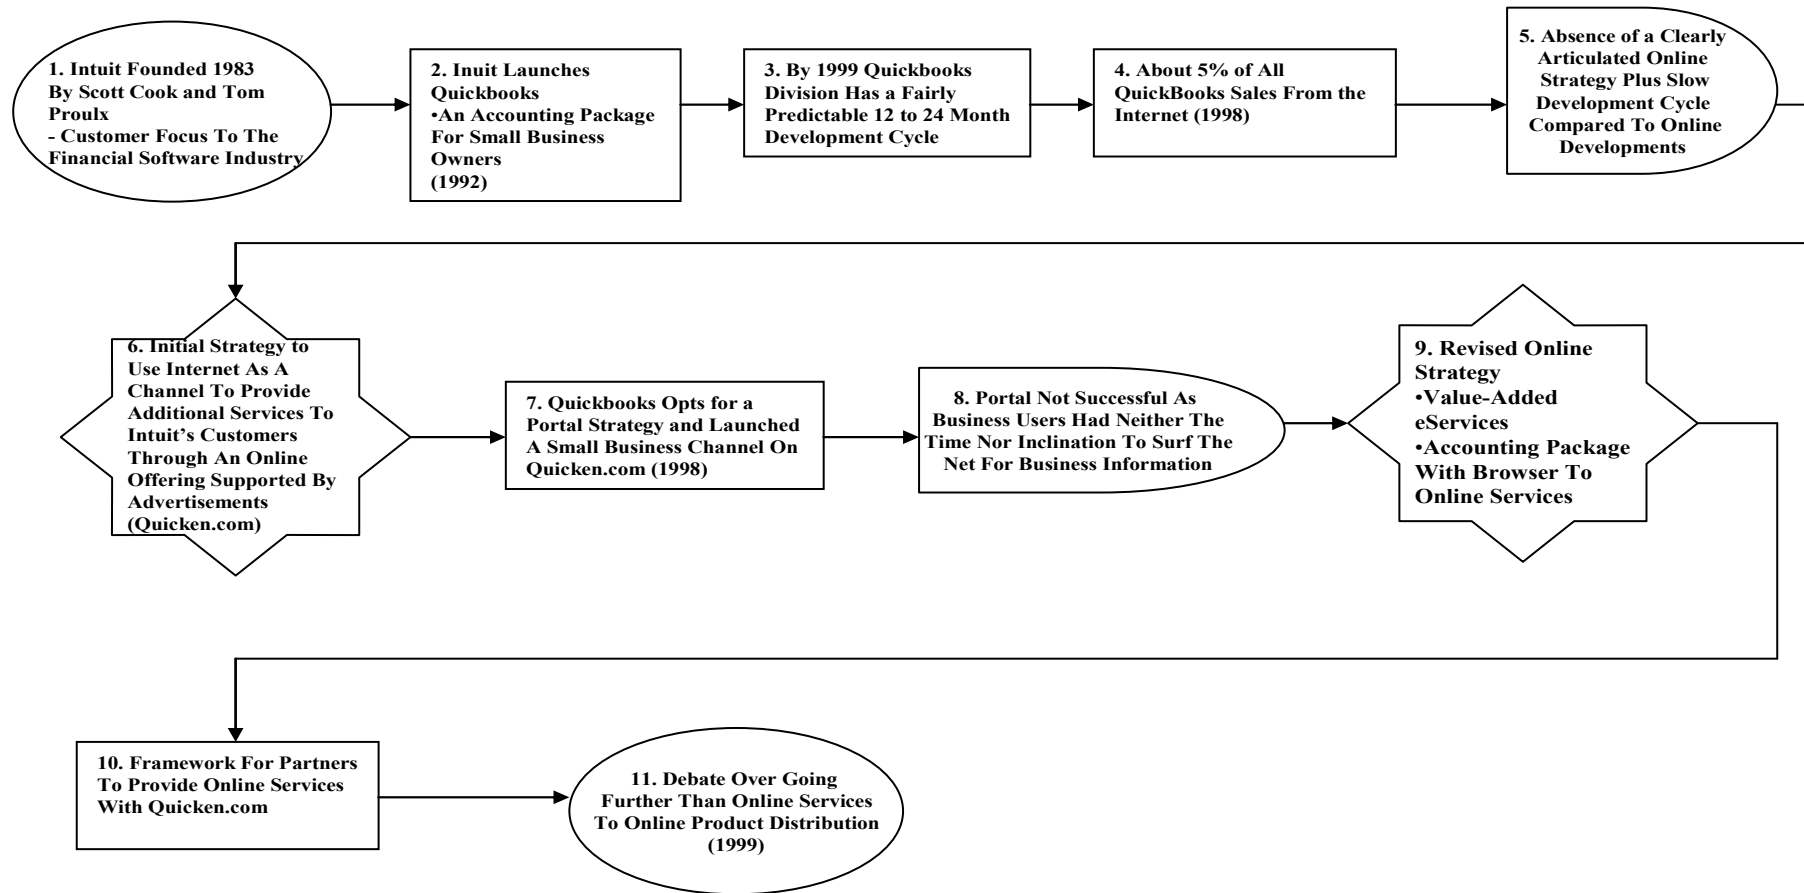 1. Intuit Founded 1983
By Scott Cook and Tom
Proulx
- Customer Focus To The
Financial Software Industry
2. Inuit Launches
Quickbooks
•An Accounting Package
For Small Business
Owners
(1992)
3. By 1999 Quickbooks
Division Has a Fairly
Predictable 12 to 24 Month
Development Cycle
4. About 5% of All
QuickBooks Sales From the
Internet (1998)
5. Absence of a Clearly
Articulated Online
Strategy Plus Slow
Development Cycle
Compared To Online
Developments
6. Initial Strategy to
Use Internet As A
Channel To Provide
Additional Services To
Intuit's Customers
Through An Online
Offering Supported By
Advertisements
(Quicken.com)
7. Quickbooks Opts for a
Portal Strategy and Launched
A Small Business Channel On
Quicken.com (1998)
8. Portal Not Successful As
Business Users Had Neither The
Time Nor Inclination To Surf The
Net For Business Information
9. Revised Online
Strategy
•Value-Added
eServices
•Accounting Package
With Browser To
Online Services
10. Framework For Partners
To Provide Online Services
With Quicken.com
11. Debate Over Going
Further Than Online Services
To Online Product Distribution
(1999)